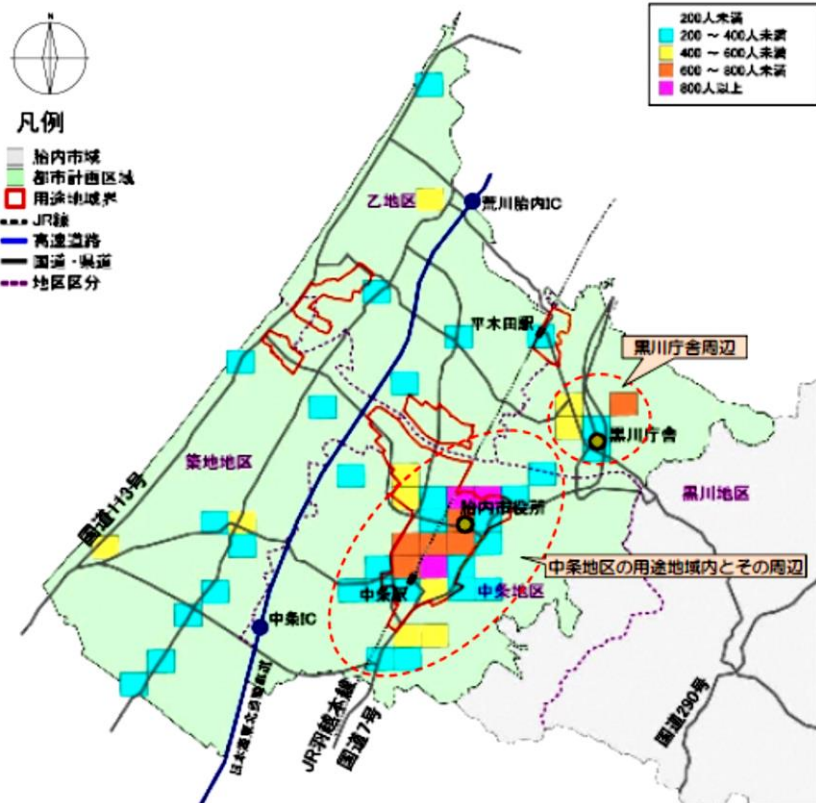 N
凡例
胎内市域
都市計画区域
用途地域界
JR線
高速道路
国道・県道
地区区分
200人未満
200 ~ 400人未満
400 ~ 600人未満
600 ~ 800人未満
800人以上
乙地区
荒川胎内IC
平木田駅
黒川庁舎周辺
黒川庁舎
築地地区
国道113号
胎内市役所
黒川地区
中条地区の用途地域内とその周辺
中条駅
中条地区
中条IC
日本海東北自動車道
JR羽越本線
国道7号
国道290号